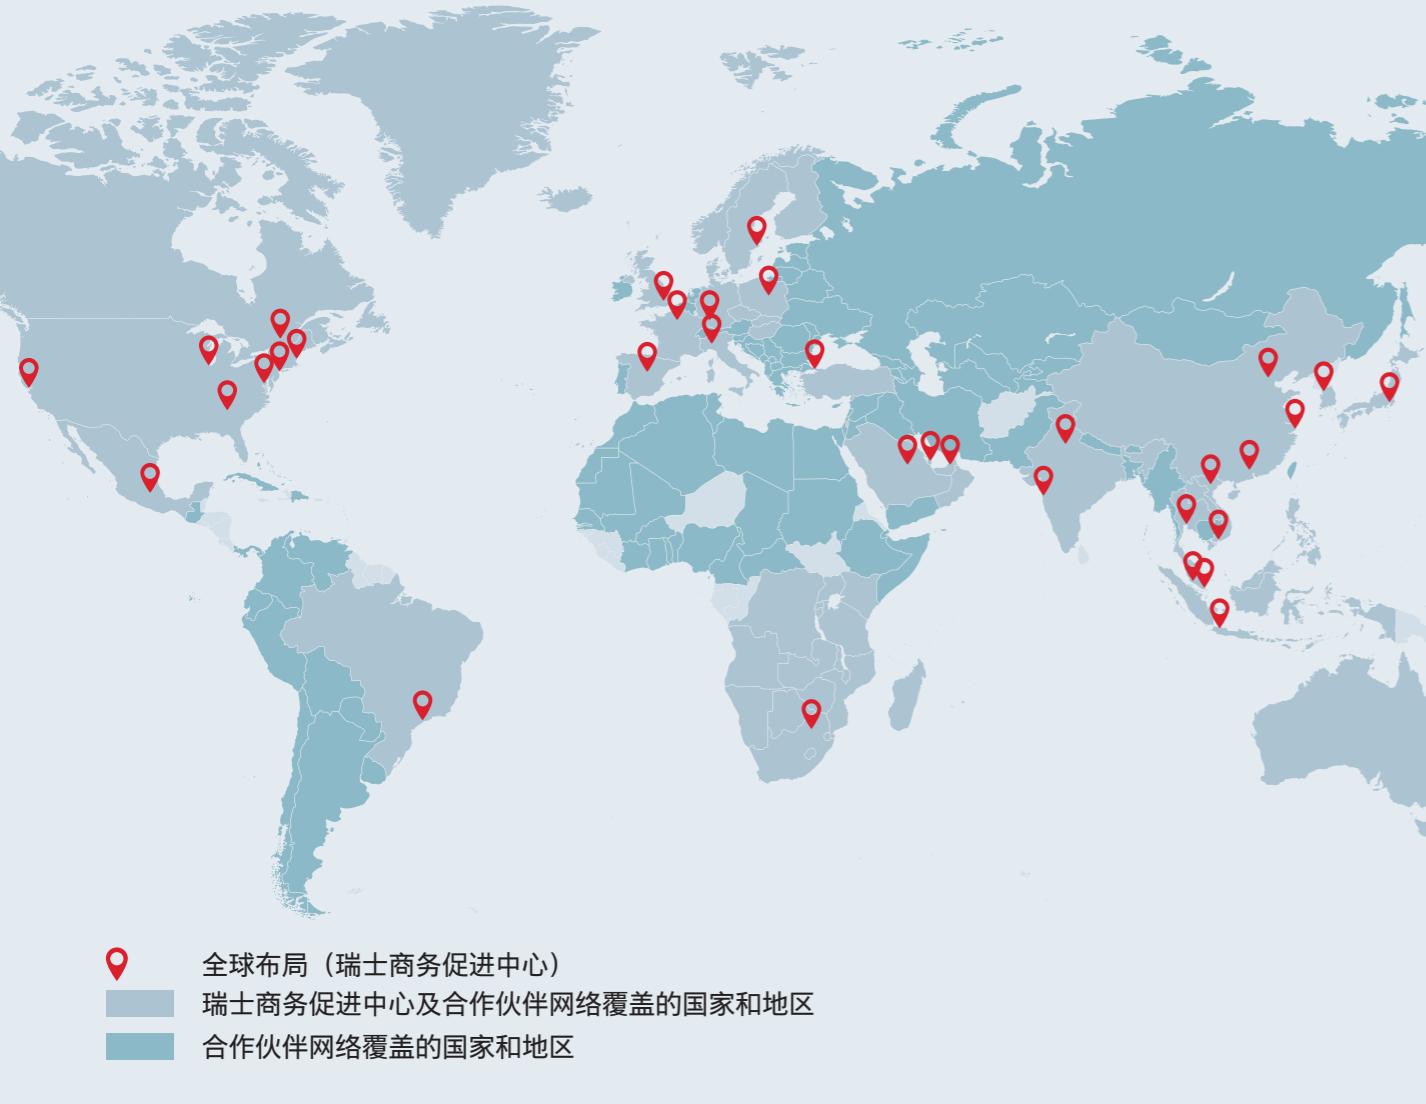 全球布局（瑞士商务促进中心）
瑞士商务促进中心及合作伙伴网络覆盖的国家和地区
合作伙伴网络覆盖的国家和地区